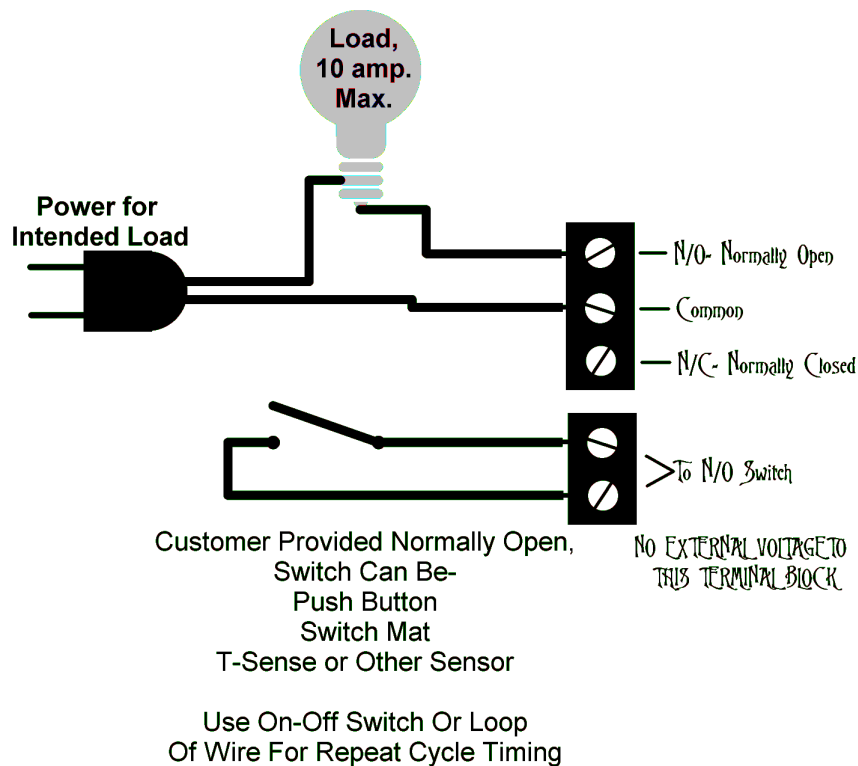 Load,
10 amp.
Max.
Power for
Intended Load
N/O- Normally Open
Common
N/C- Normally Closed
To N/O Switch
Customer Provided Normally Open,
Switch Can Be-
Push Button
Switch Mat
T-Sense or Other Sensor
NO EXTERNAL VOLTAGE TO
THIS TERMINAL BLOCK
Use On-Off Switch Or Loop
Of Wire For Repeat Cycle Timing